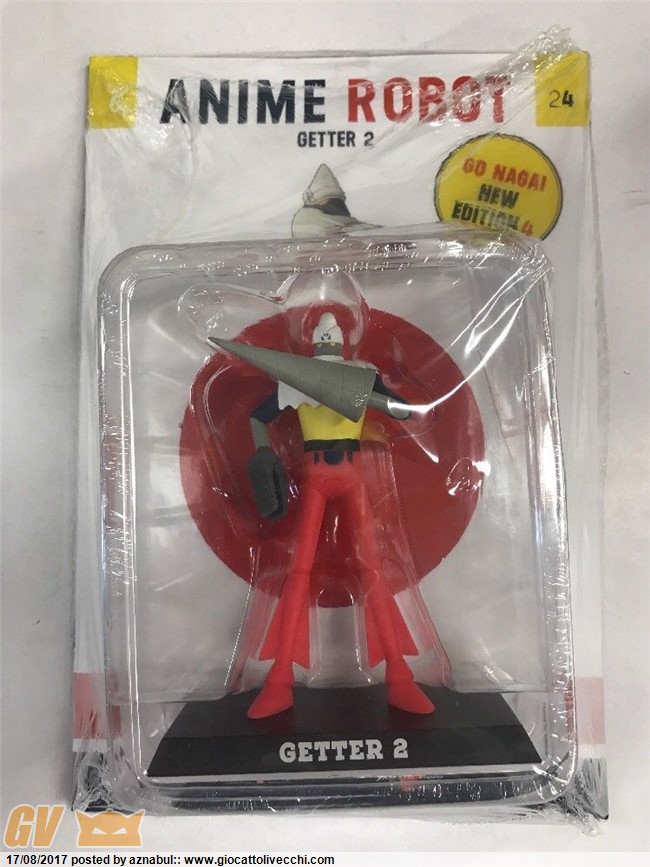 ANIME ROBOT
GETTER 2
24
GO NAGAI
NEW
EDITION 4
GETTER 2
GV
17/08/2017 posted by aznabul:: www.giocattolivecchi.com